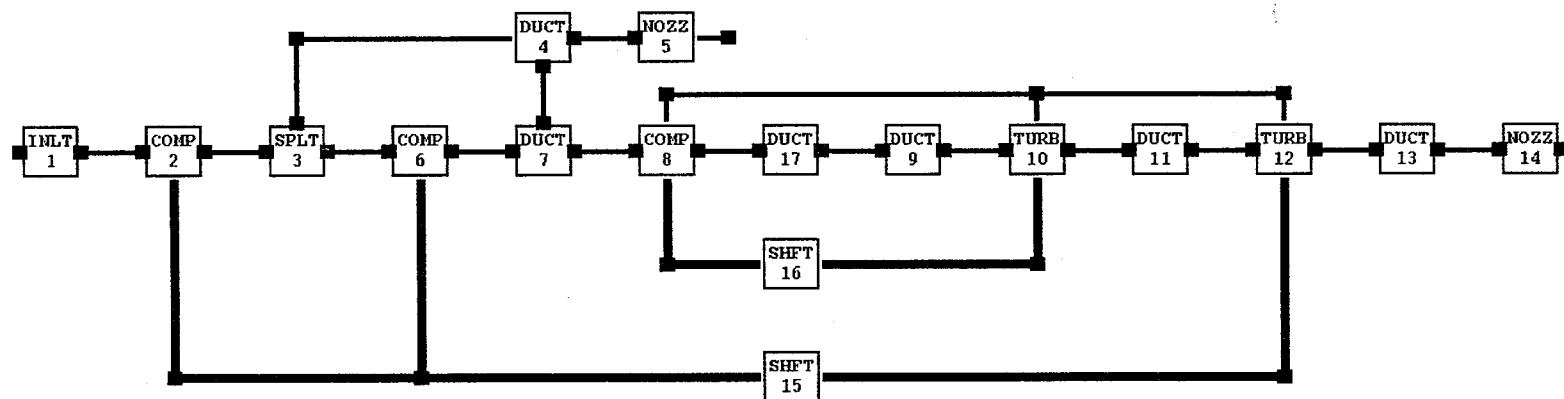 DUCT
4
NOZZ
5
INLT
1
COMP
2
SPLT
3
COMP
6
DUCT
7
COMP
8
DUCT
17
DUCT
9
TURB
10
DUCT
11
TURB
12
DUCT
13
NOZZ
14
SHFT
16
SHFT
15